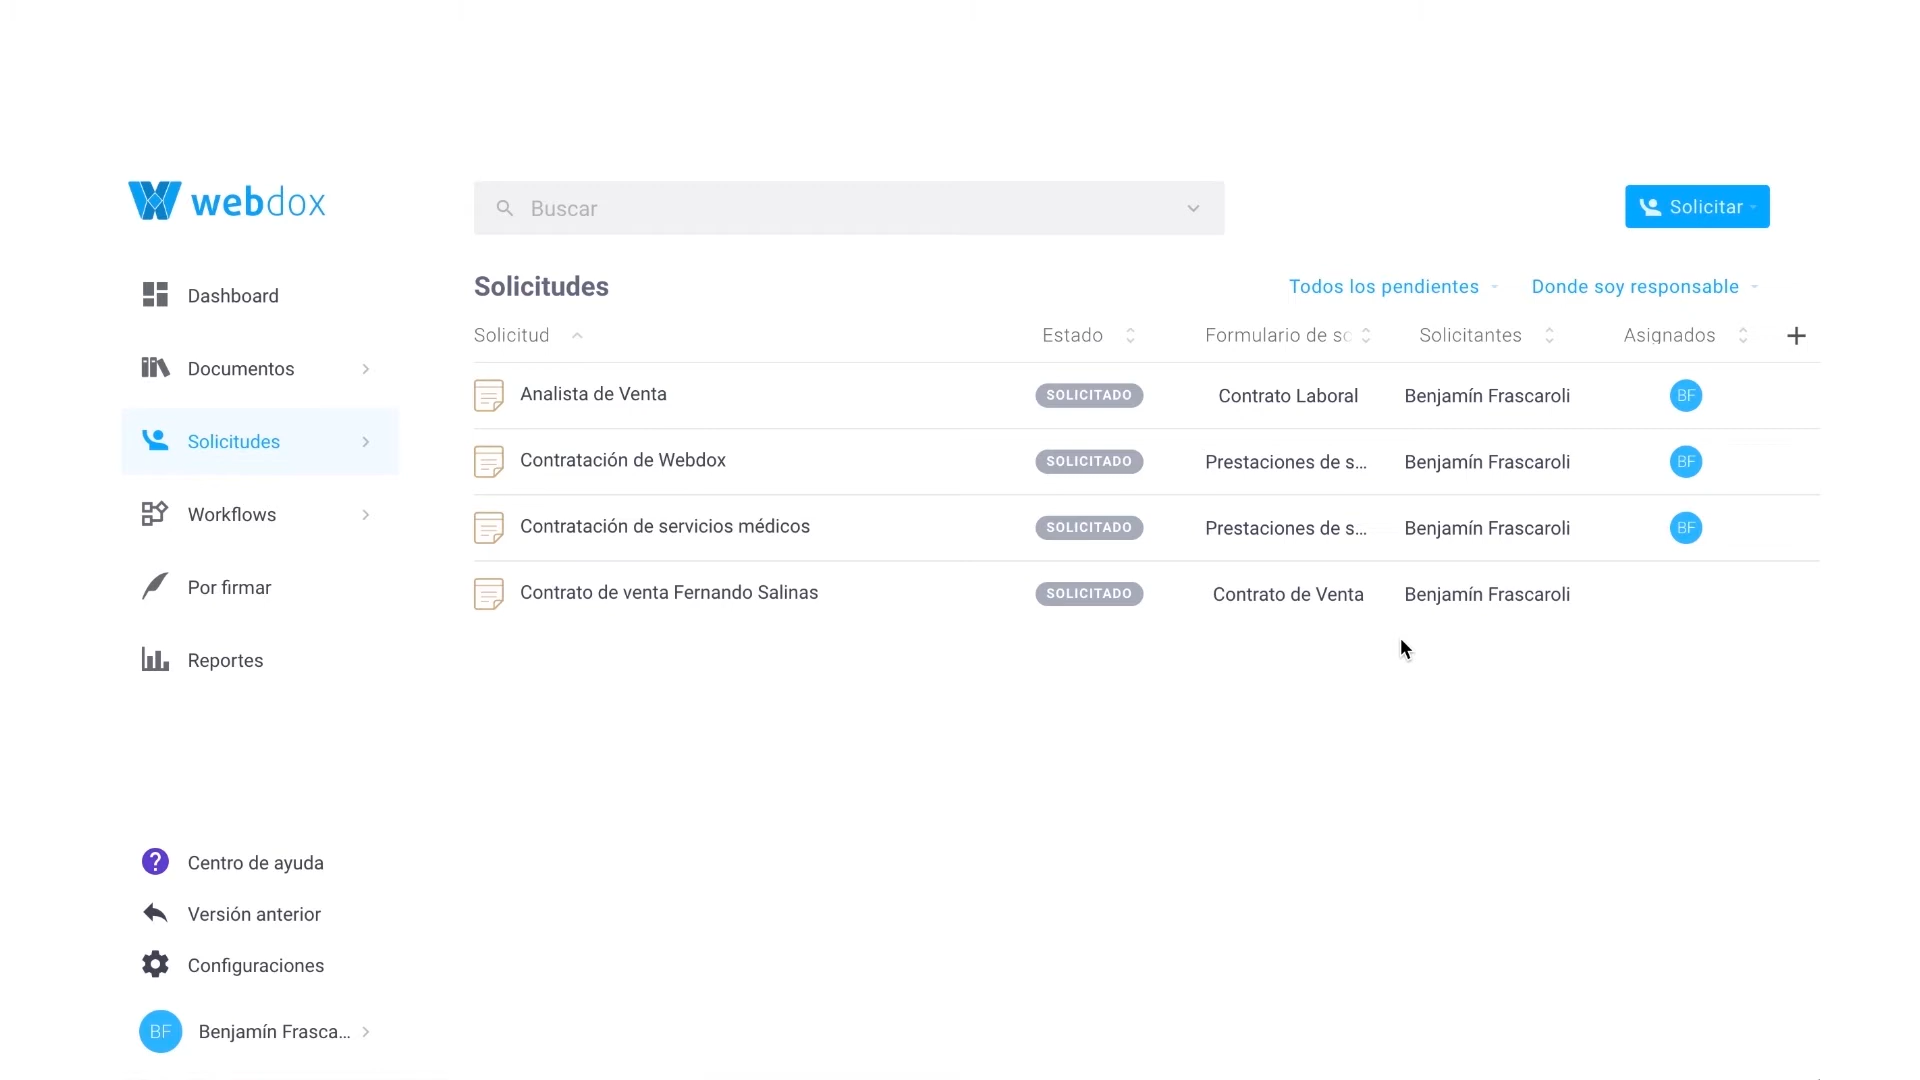 webdox
Buscar
Solicitar
Dashboard
Documentos
Solicitudes
Workflows
Por firmar
Reportes
Centro de ayuda
Versión anterior
Configuraciones
BF Benjamín Frasca...
Solicitudes
Todos los pendientes
Donde soy responsable
Solicitud Estado Formulario de so Solicitantes Asignados +
Analista de Venta SOLICITADO Contrato Laboral Benjamín Frascaroli BF
Contratación de Webdox SOLICITADO Prestaciones de s... Benjamín Frascaroli BF
Contratación de servicios médicos SOLICITADO Prestaciones de s... Benjamín Frascaroli BF
Contrato de venta Fernando Salinas SOLICITADO Contrato de Venta Benjamín Frascaroli